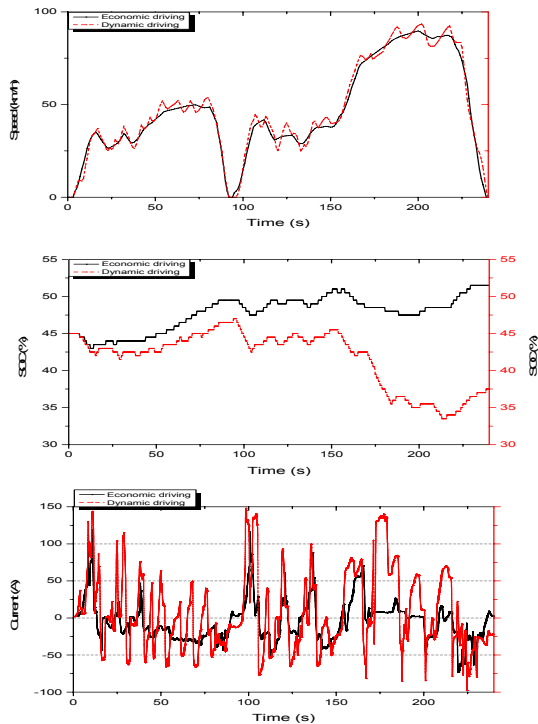 Economic driving
Dynamic driving
100
50
0
Speed(km/h)
0 50 100 150 200
Time (s)
Economic driving
Dynamic driving
55 55
50 50
45 45
40 40
35 35
30 30
SOC(%)
SOC(%)
0 50 100 150 200
Time (s)
Economic driving
Dynamic driving
150
100
50
0
-50
-100
Current(A)
0 50 100 150 200
Time (s)